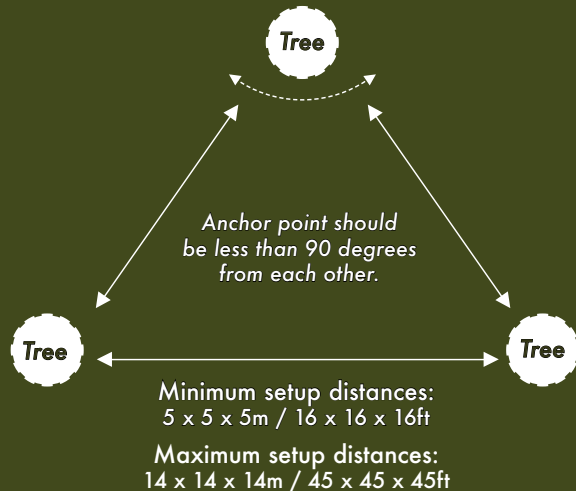 Tree
Anchor point should
be less than 90 degrees
from each other.
Tree
Tree
Minimum setup distances:
5 x 5 x 5m / 16 x 16 x 16ft
Maximum setup distances:
14 x 14 x 14m / 45 x 45 x 45ft